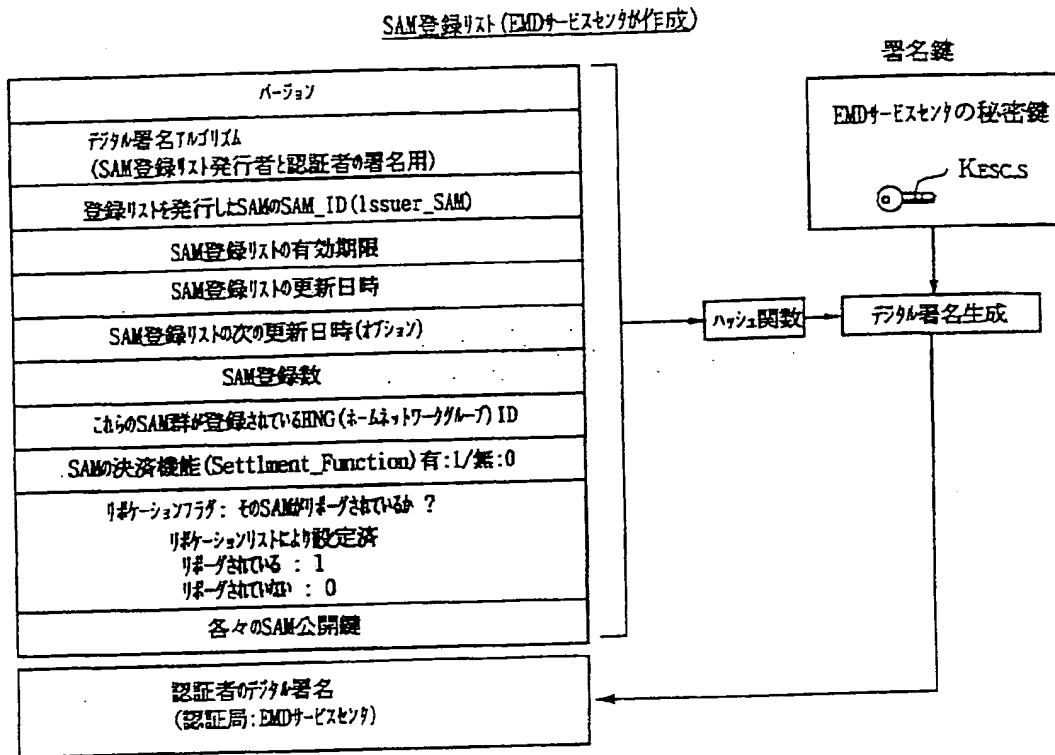 SAM登録リスト(EMDサービスセンタが作成)
バージョン
デジタル署名アルゴリズム
(SAM登録リスト発行者と認証者の署名用)
登録リストを発行したSAMのSAM_ID(Issuer_SAM)
SAM登録リストの有効期限
SAM登録リストの更新日時
SAM登録リストの次の更新日時(オプション)
SAM登録数
これらのSAM群が登録されているHNG(ホームネットワークグループ)ID
SAMの決済機能(Settlment_Function)有:1/無:0
リボケーションフラグ: そのSAMがリボーグされているか ?
リボケーションリストにより設定済
リボーグされている : 1
リボーグされていない : 0
各々のSAM公開鍵
認証者のデジタル署名
(認証局:EMDサービスセンタ)
署名鍵
EMDサービスセンタの秘密鍵
KESC,S
ハッシュ関数
デジタル署名生成